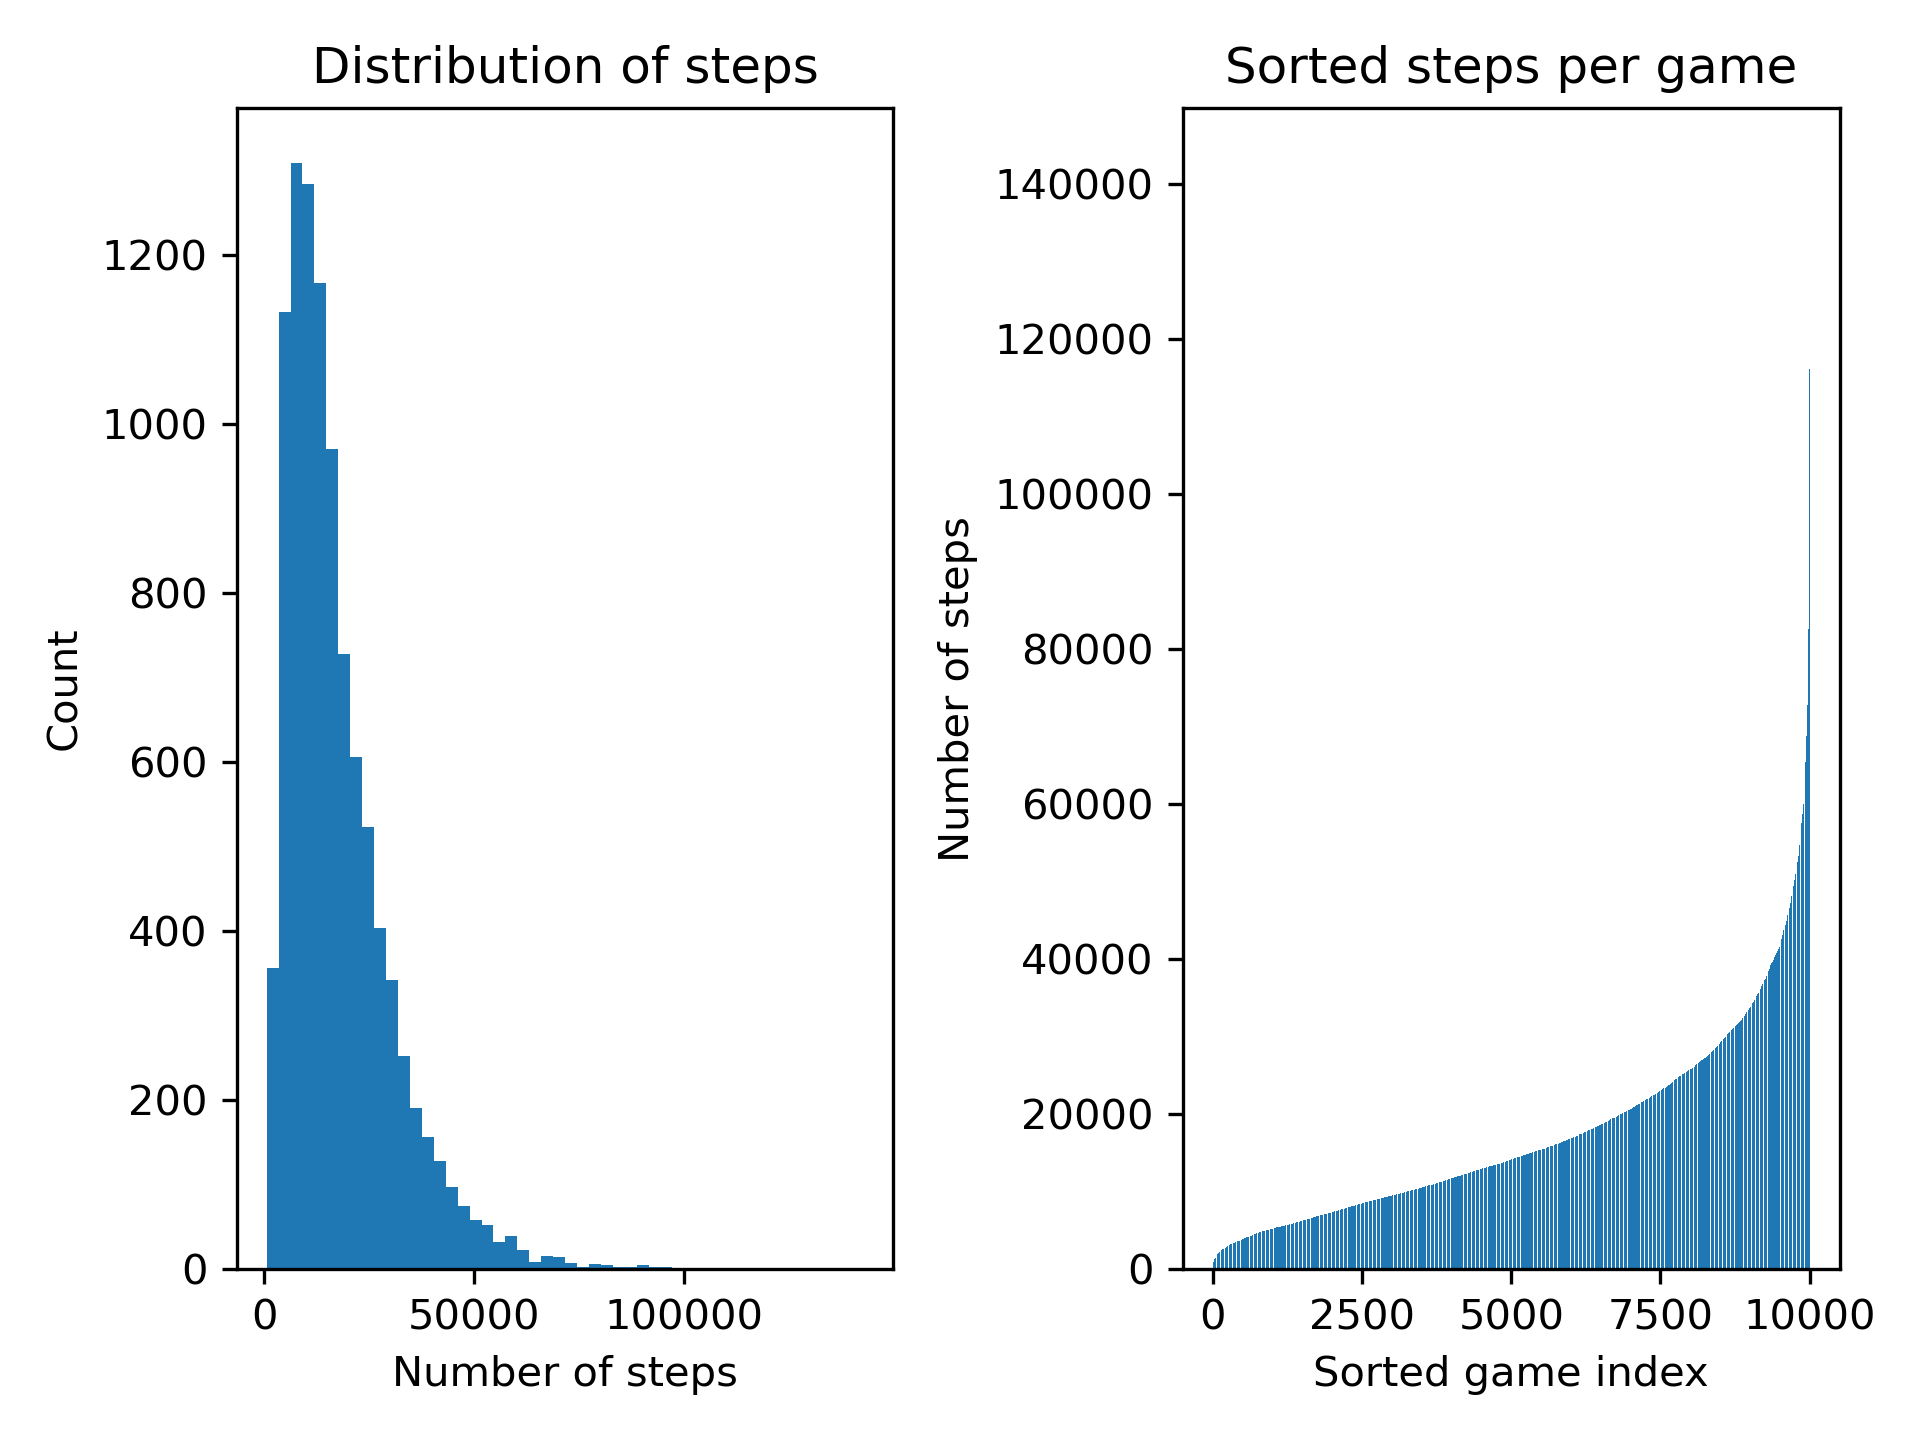 Distribution of steps
Count
1200
1000
800
600
400
200
0
0 50000 100000
Number of steps
Sorted steps per game
Number of steps
140000
120000
100000
80000
60000
40000
20000
0
0 2500 5000 7500 10000
Sorted game index